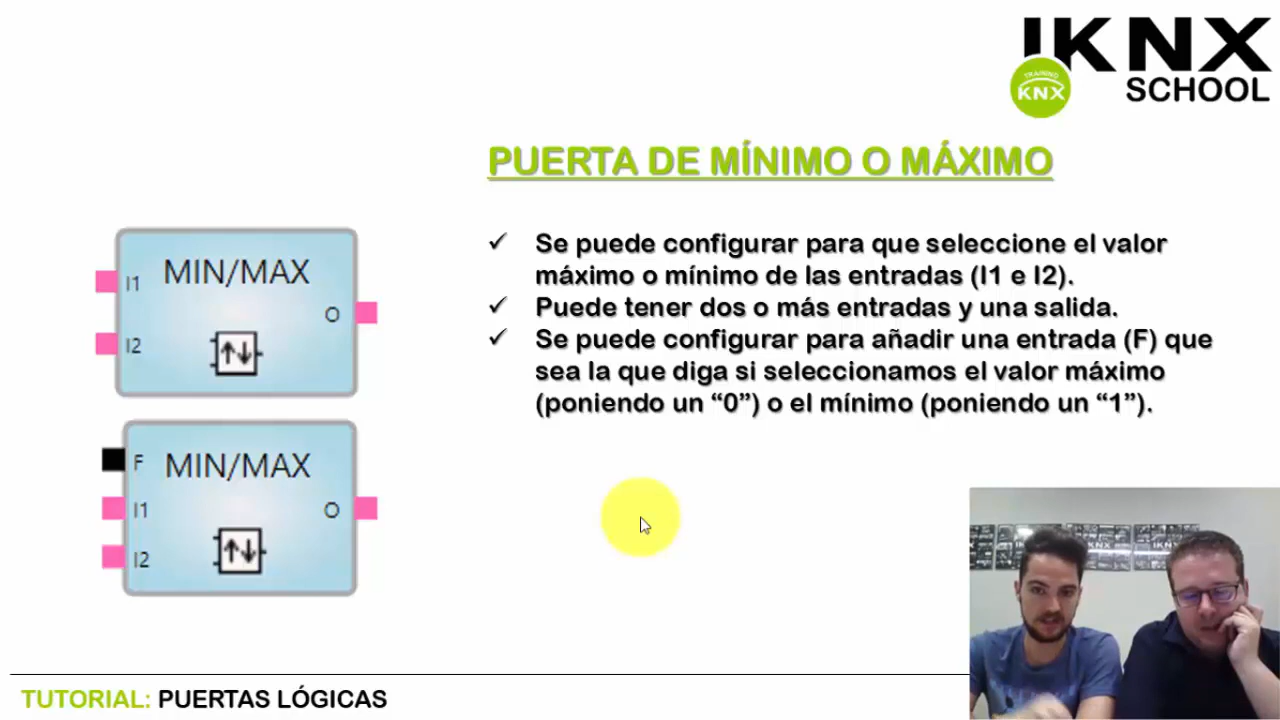 IKNX
TRAINING
KNX
SCHOOL
PUERTA DE MÍNIMO O MÁXIMO
Se puede configurar para que seleccione el valor
máximo o mínimo de las entradas (I1 e I2).
Puede tener dos o más entradas y una salida.
Se puede configurar para añadir una entrada (F) que
sea la que diga si seleccionamos el valor máximo
(poniendo un “0”) o el mínimo (poniendo un “1”).
MIN/MAX
I1
O
I2
F
MIN/MAX
I1
O
I2
IKNX
IKNX
TUTORIAL: PUERTAS LÓGICAS